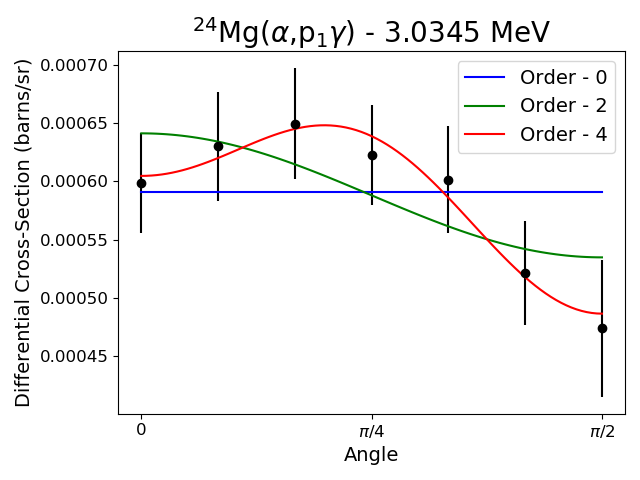 ²⁴Mg(α,p₁γ) - 3.0345 MeV
Differential Cross-Section (barns/sr)
0.00070
0.00065
0.00060
0.00055
0.00050
0.00045
Order - 0
Order - 2
Order - 4
0
π/4
π/2
Angle